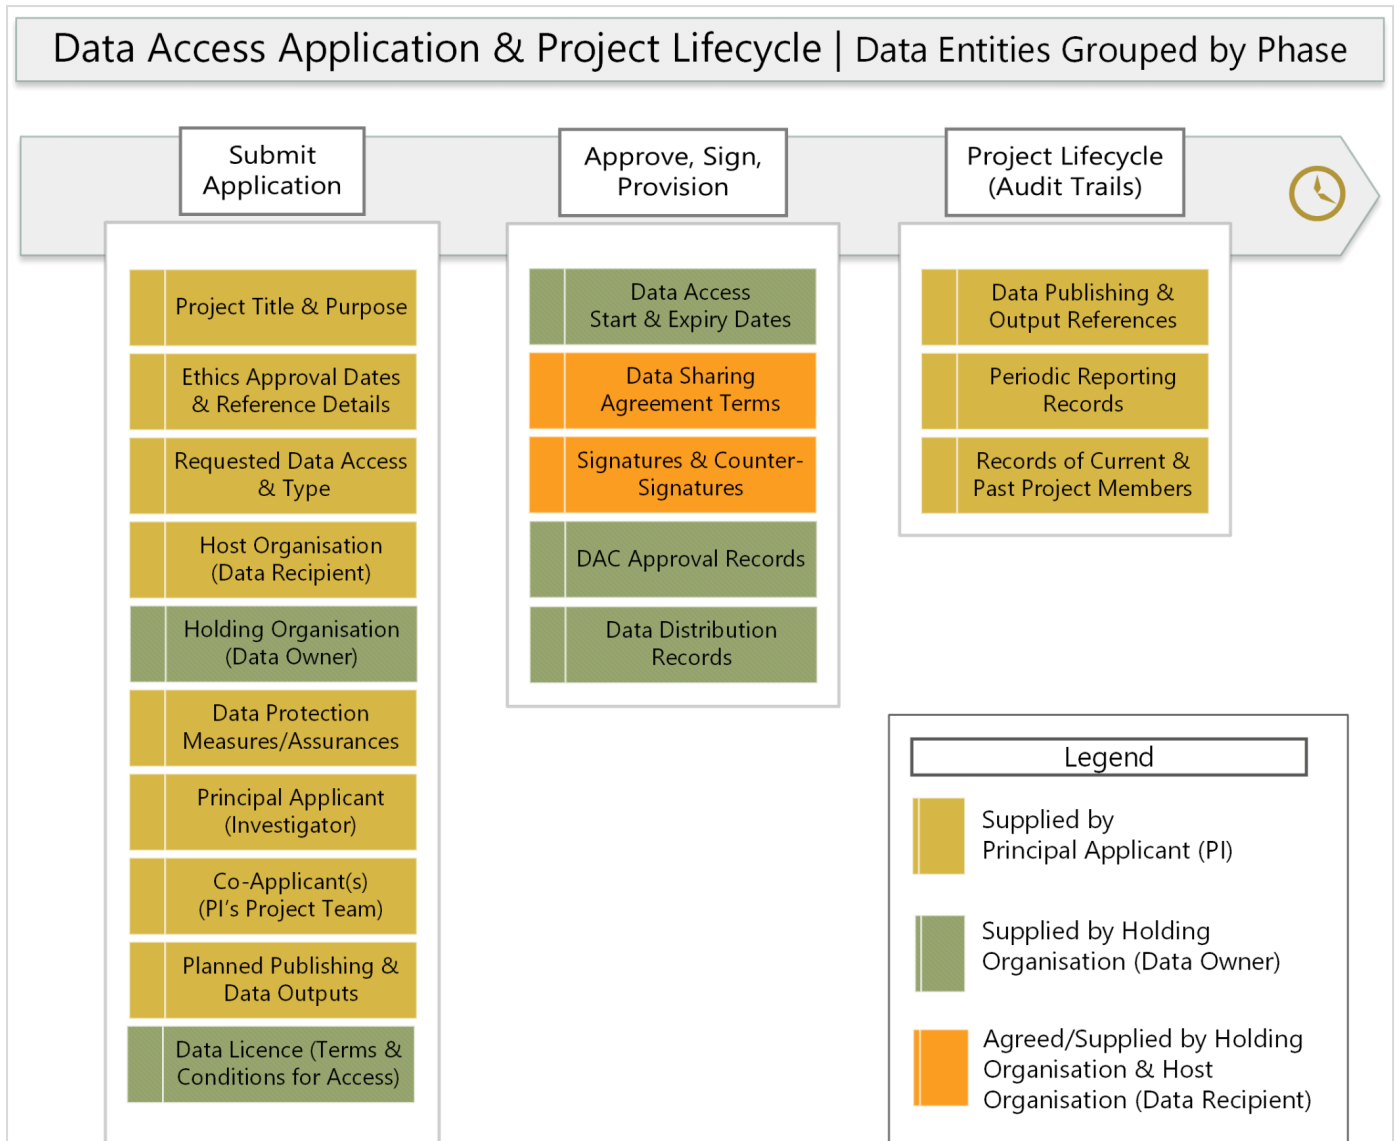 Data Access Application & Project Lifecycle | Data Entities Grouped by Phase
Submit
Application
Project Title & Purpose
Ethics Approval Dates
& Reference Details
Requested Data Access
& Type
Host Organisation
(Data Recipient)
Holding Organisation
(Data Owner)
Data Protection
Measures/Assurances
Principal Applicant
(Investigator)
Co-Applicant(s)
(PI’s Project Team)
Planned Publishing &
Data Outputs
Data Licence (Terms &
Conditions for Access)
Approve, Sign,
Provision
Data Access
Start & Expiry Dates
Data Sharing
Agreement Terms
Signatures & Counter-
Signatures
DAC Approval Records
Data Distribution
Records
Project Lifecycle
(Audit Trails)
Data Publishing &
Output References
Periodic Reporting
Records
Records of Current &
Past Project Members
Legend
Supplied by
Principal Applicant (PI)
Supplied by Holding
Organisation (Data Owner)
Agreed/Supplied by Holding
Organisation & Host
Organisation (Data Recipient)